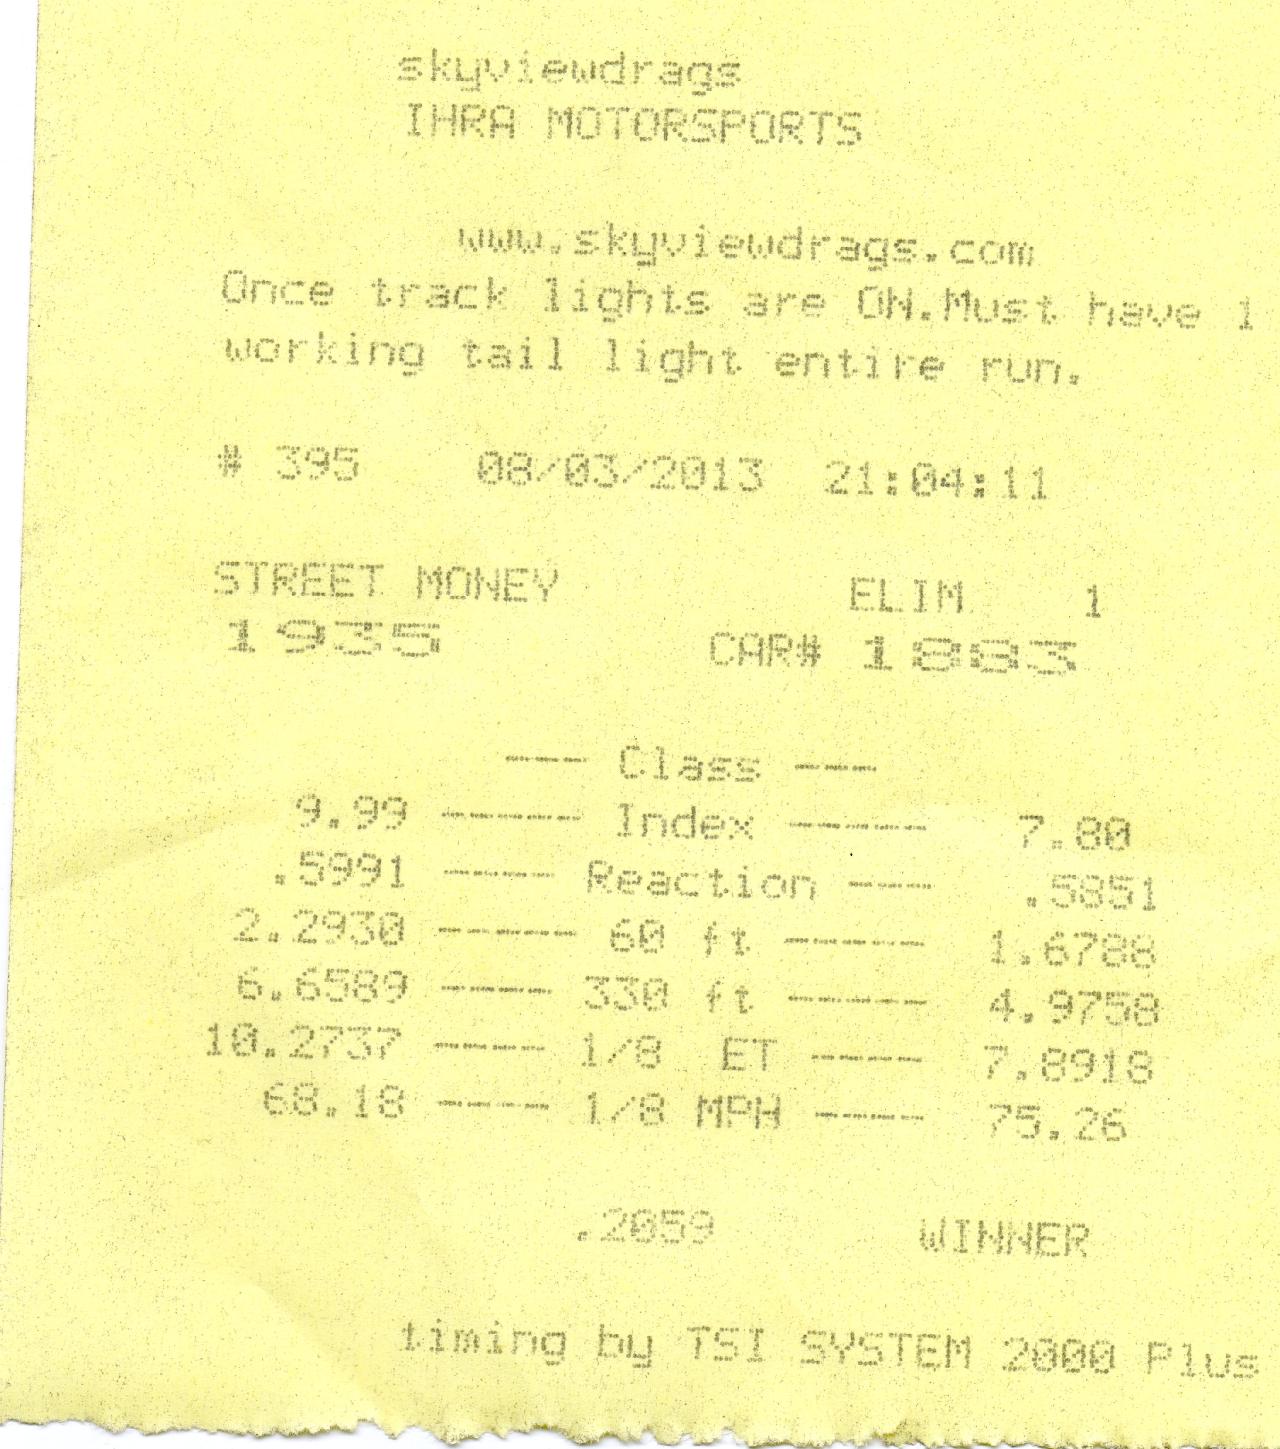 skyviewdrags
IHRA MOTORSPORTS
www.skyviewdrags.com
Once track lights are ON.Must have 1
working tail light entire run.
# 395 08/03/2013 21:04:11
STREET MONEY ELIM 1
1935 CAR# 1883
--- Class ---
9.99 ----- Index ----- 7.80
.5991 ---- Reaction --- .5851
2.2930 ----- 60 ft ----- 1.6788
6.6589 ---- 330 ft ----- 4.9758
10.2737 ---- 1/8 ET ---- 7.8918
68.18 ---- 1/8 MPH ---- 75.26
.2059 WINNER
timing by TSI SYSTEM 2000 Plus